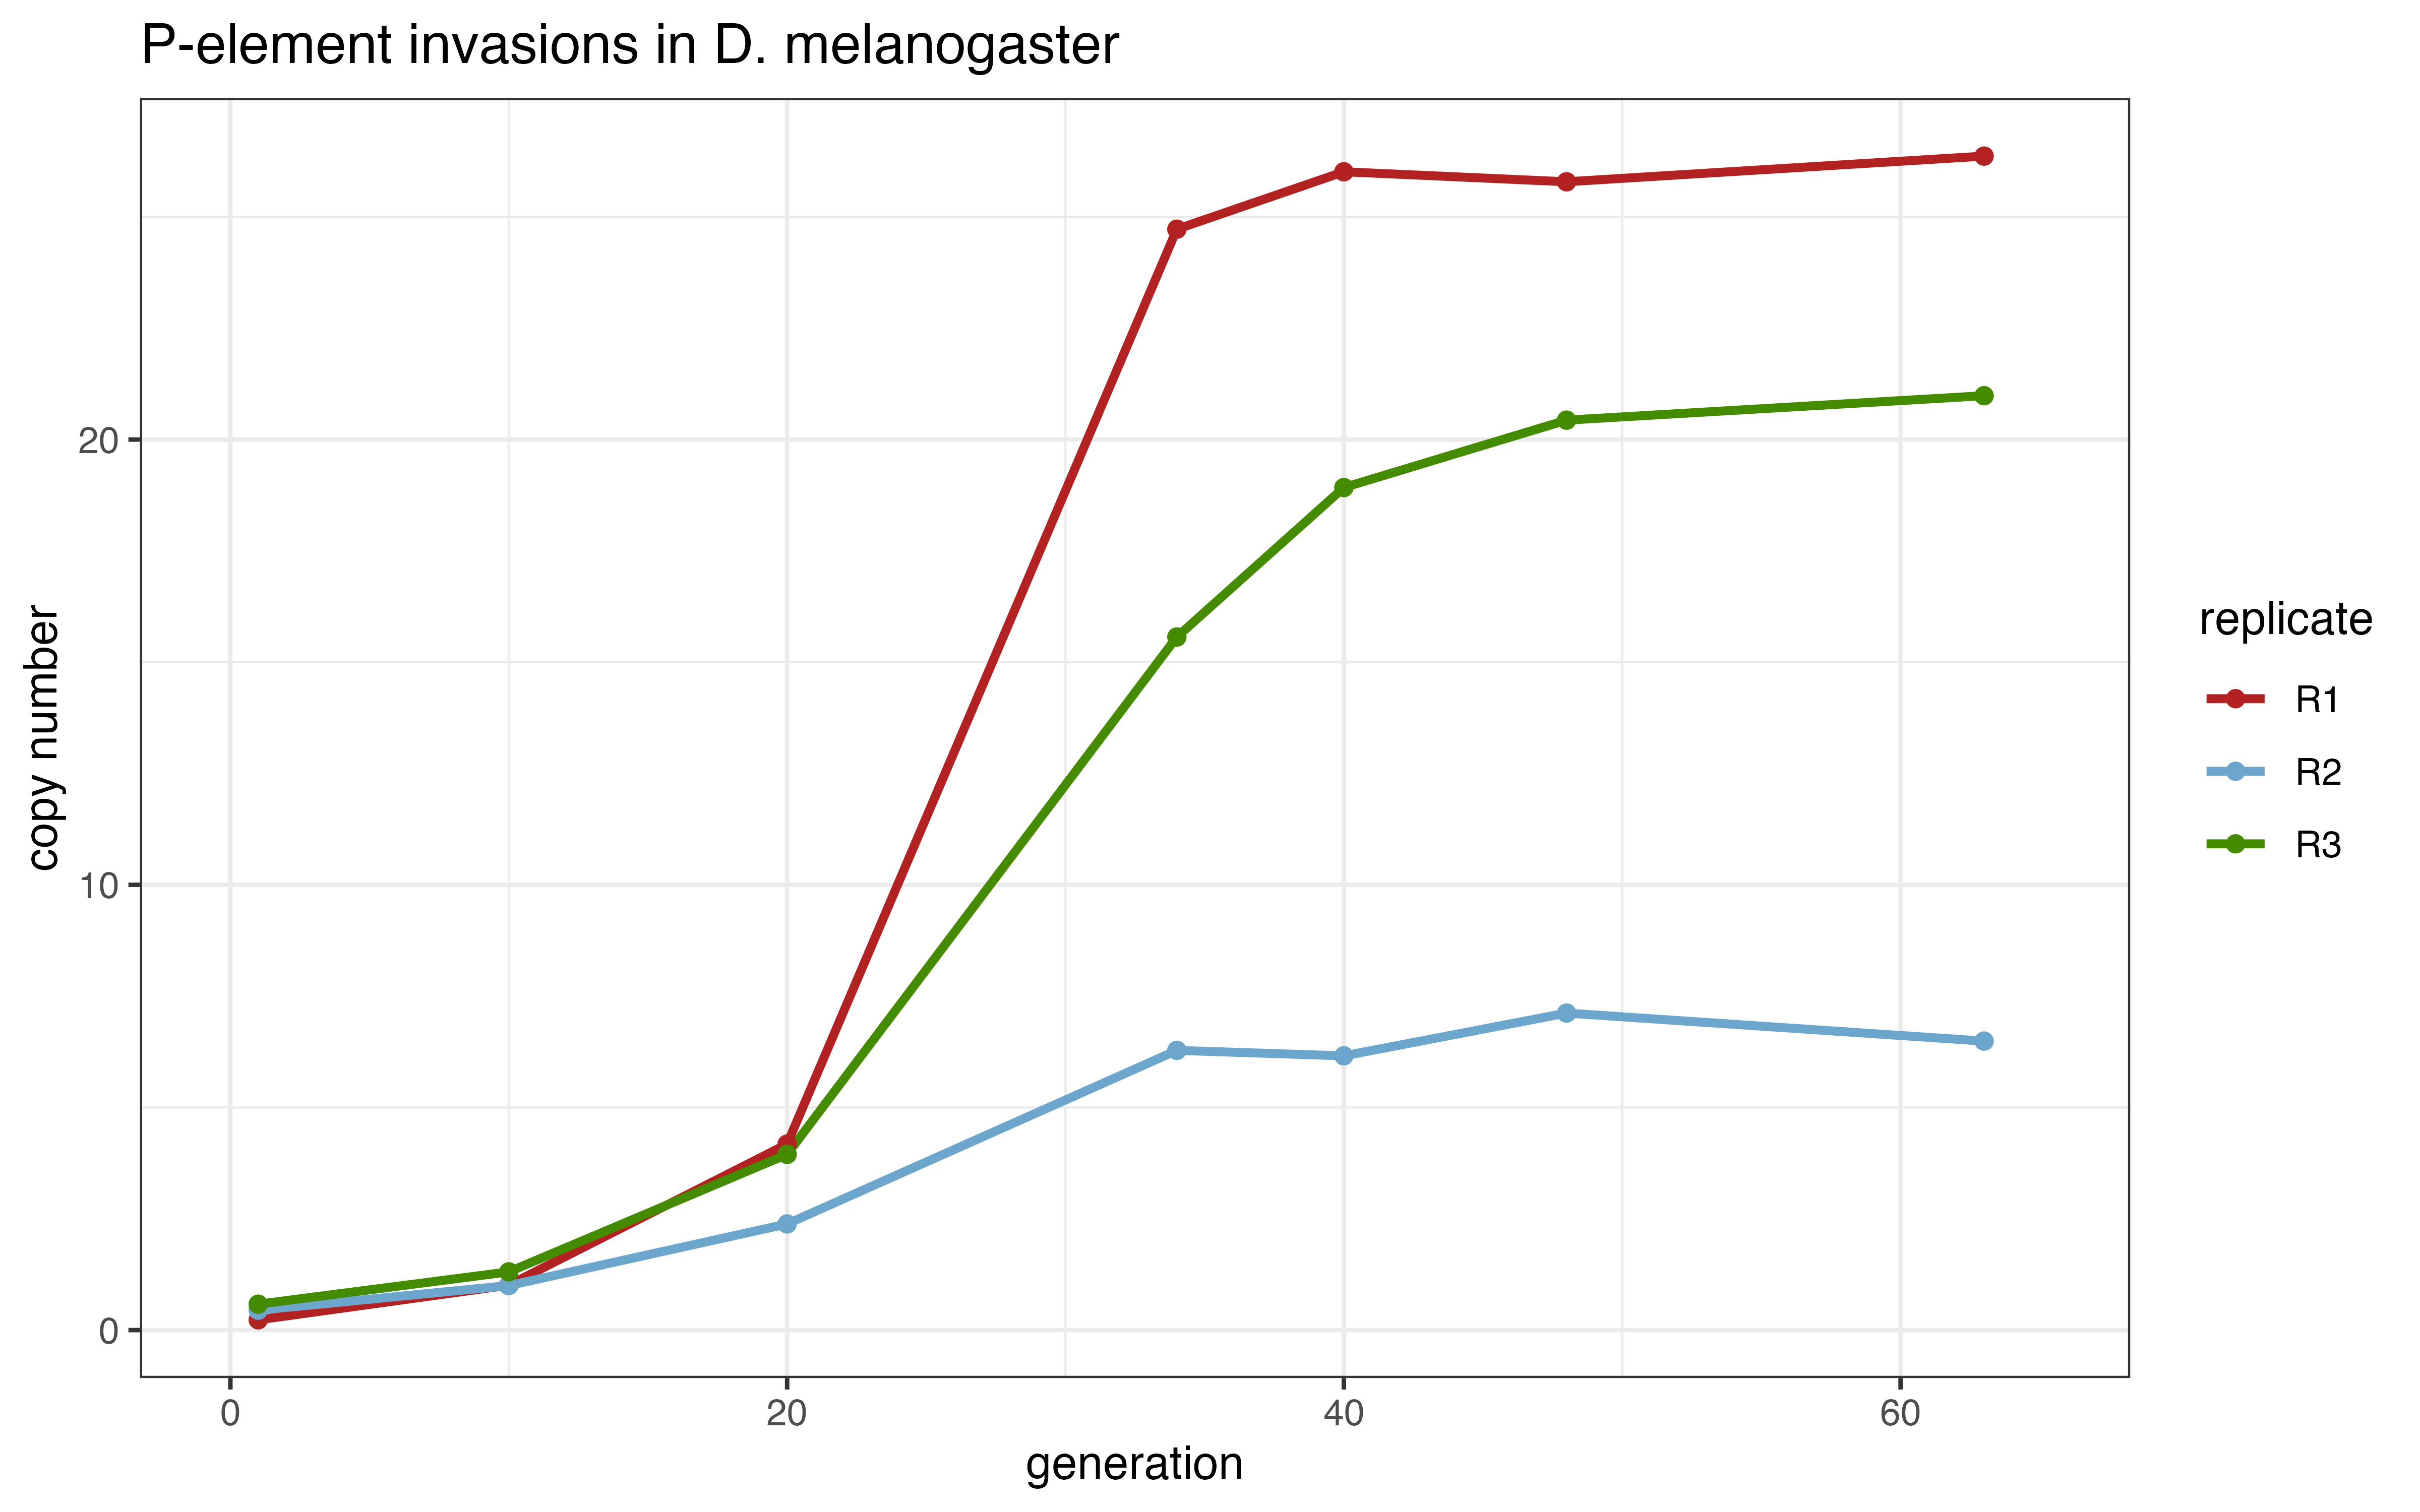 P-element invasions in D. melanogaster
copy number
20
10
0
0 20 40 60
generation
replicate
R1
R2
R3